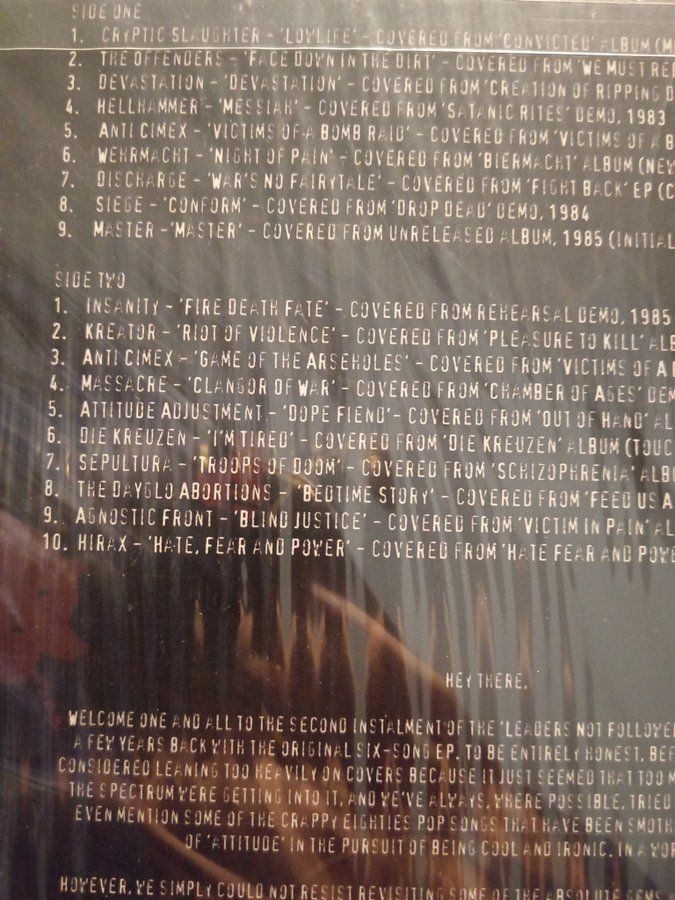 SIDE ONE
1. CRYPTIC SLAUGHTER - 'LOWLIFE' - COVERED FROM 'CONVICTED' ALBUM (M
2. THE OFFENDERS - 'FACE DOWN IN THE DIRT' - COVERED FROM 'WE MUST REB
3. DEVASTATION - 'DEVASTATION' - COVERED FROM 'CREATION OF RIPPING D
4. HELLHAMMER - 'MESSIAH' - COVERED FROM 'SATANIC RITES' DEMO, 1983
5. ANTI CIMEX - 'VICTIMS OF A BOMB RAID' - COVERED FROM 'VICTIMS OF A B
6. WEHRMACHT - 'NIGHT OF PAIN' - COVERED FROM 'BIERMACHT' ALBUM (NEW
7. DISCHARGE - 'WAR'S NO FAIRYTALE' - COVERED FROM 'FIGHT BACK' EP (C
8. SIEGE - 'CONFORM' - COVERED FROM 'DROP DEAD' DEMO, 1984
9. MASTER - 'MASTER' - COVERED FROM UNRELEASED ALBUM, 1985 (INITIAL
SIDE TWO
1. INSANITY - 'FIRE DEATH FATE' - COVERED FROM REHEARSAL DEMO, 1985
2. KREATOR - 'RIOT OF VIOLENCE' - COVERED FROM 'PLEASURE TO KILL' ALB
3. ANTI CIMEX - 'GAME OF THE ARSEHOLES' - COVERED FROM 'VICTIMS OF A B
4. MASSACRE - 'CLANGOR OF WAR' - COVERED FROM 'CHAMBER OF AGES' DEM
5. ATTITUDE ADJUSTMENT - 'DOPE FIEND' - COVERED FROM 'OUT OF HAND' AL
6. DIE KREUZEN - 'I'M TIRED' - COVERED FROM 'DIE KREUZEN' ALBUM (TOUC
7. SEPULTURA - 'TROOPS OF DOOM' - COVERED FROM 'SCHIZOPHRENIA' ALBU
8. THE DAYGLO ABORTIONS - 'BEDTIME STORY' - COVERED FROM 'FEED US A
9. AGNOSTIC FRONT - 'BLIND JUSTICE' - COVERED FROM 'VICTIM IN PAIN' AL
10. HIRAX - 'HATE, FEAR AND POWER' - COVERED FROM 'HATE FEAR AND POWE
HEY THERE,
WELCOME ONE AND ALL TO THE SECOND INSTALMENT OF THE 'LEADERS NOT FOLLOWE
A FEW YEARS BACK WITH THE ORIGINAL SIX-SONG EP. TO BE ENTIRELY HONEST, BEF
CONSIDERED LEANING TOO HEAVILY ON COVERS BECAUSE IT JUST SEEMED THAT TOO M
THE SPECTRUM WERE GETTING INTO IT, AND WE'VE ALWAYS, WHERE POSSIBLE, TRIED
EVEN MENTION SOME OF THE CRAPPY EIGHTIES POP SONGS THAT HAVE BEEN SMOTH
OF 'ATTITUDE' IN THE PURSUIT OF BEING COOL AND IRONIC. IN A WOR
HOWEVER, WE SIMPLY COULD NOT RESIST REVISITING SOME OF THE ABSOLUTE GEMS